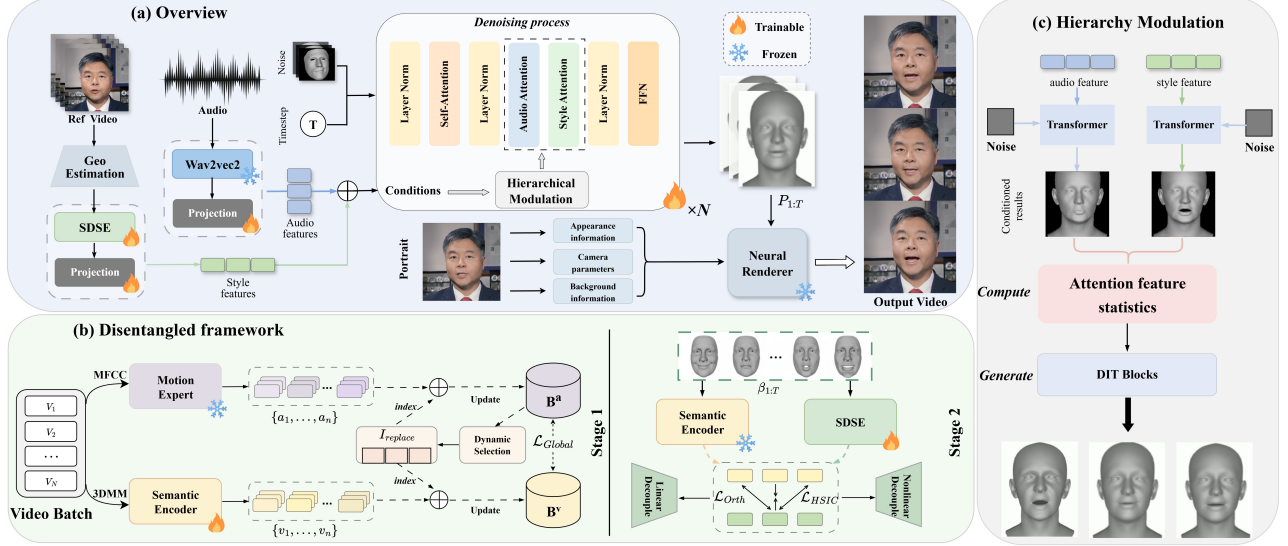 (a) Overview
Ref Video
Geo
Estimation
SDSE
Projection
Audio
Wav2vec2
Projection
Audio
features
Style
features
Noise
Timestep
T
Denoising process
Layer Norm
Self-Attention
Layer Norm
Audio Attention
Style Attention
Layer Norm
FFN
Conditions
Hierarchical
Modulation
×N
Trainable
Frozen
P1:T
Portrait
Appearance
information
Camera
parameters
Background
information
Neural
Renderer
Output Video
(b) Disentangled framework
MFCC
V1
V2
...
VN
Video Batch
3DMM
Motion
Expert
Semantic
Encoder
...
{a1,...,an}
...
{v1,...,vn}
index
Ireplace
index
Update
Dynamic
Selection
Update
Ba
LGlobal
Bv
Stage 1
Stage 2
...
β1:T
Semantic
Encoder
SDSE
Linear
Decouple
LOrth
LHSIC
Nonlinear
Decouple
(c) Hierarchy Modulation
audio feature
style feature
Transformer
Transformer
Noise
Noise
Conditioned
results
Compute
Attention feature
statistics
Generate
DIT Blocks